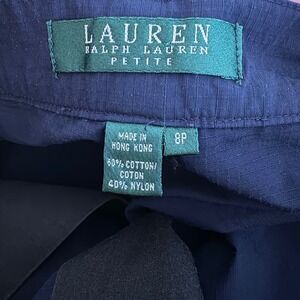 LAUREN
RALPH LAUREN
PETITE
MADE IN
HONG KONG
8P
60% COTTON/
COTON
40% NYLON